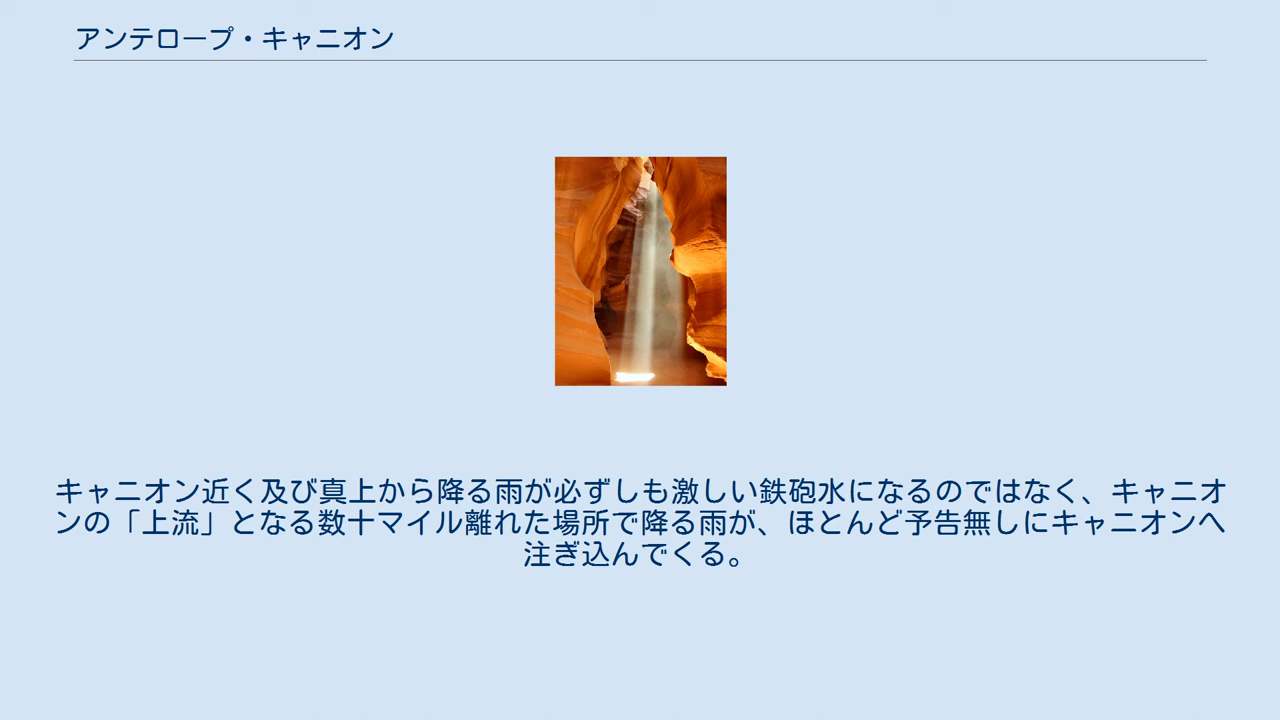 アンテロープ・キャニオン
キャニオン近く及び真上から降る雨が必ずしも激しい鉄砲水になるのではなく、キャニオ
ンの「上流」となる数十マイル離れた場所で降る雨が、ほとんど予告無しにキャニオンへ
注ぎ込んでくる。